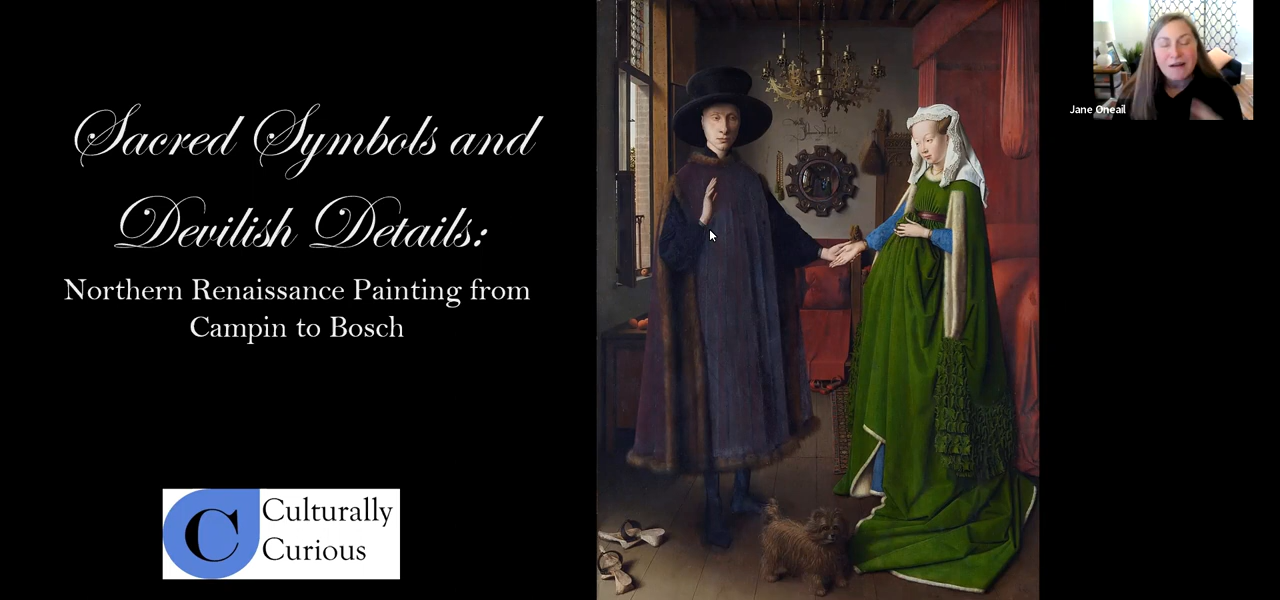 Sacred Symbols and
Devilish Details:
Northern Renaissance Painting from
Campin to Bosch
C
Culturally
Curious
Jane Oneail